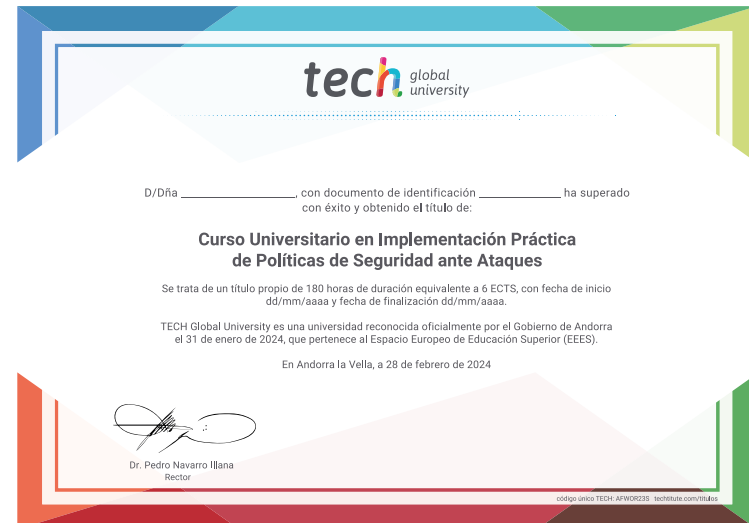 tech global university
D/Dña ________________, con documento de identificación ____________ ha superado
con éxito y obtenido el título de:
Curso Universitario en Implementación Práctica
de Políticas de Seguridad ante Ataques
Se trata de un título propio de 180 horas de duración equivalente a 6 ECTS, con fecha de inicio
dd/mm/aaaa y fecha de finalización dd/mm/aaaa.
TECH Global University es una universidad reconocida oficialmente por el Gobierno de Andorra
el 31 de enero de 2024, que pertenece al Espacio Europeo de Educación Superior (EEES).
En Andorra la Vella, a 28 de febrero de 2024
Dr. Pedro Navarro Illana
Rector
código único TECH: AFWOR23S techtitute.com/titulos